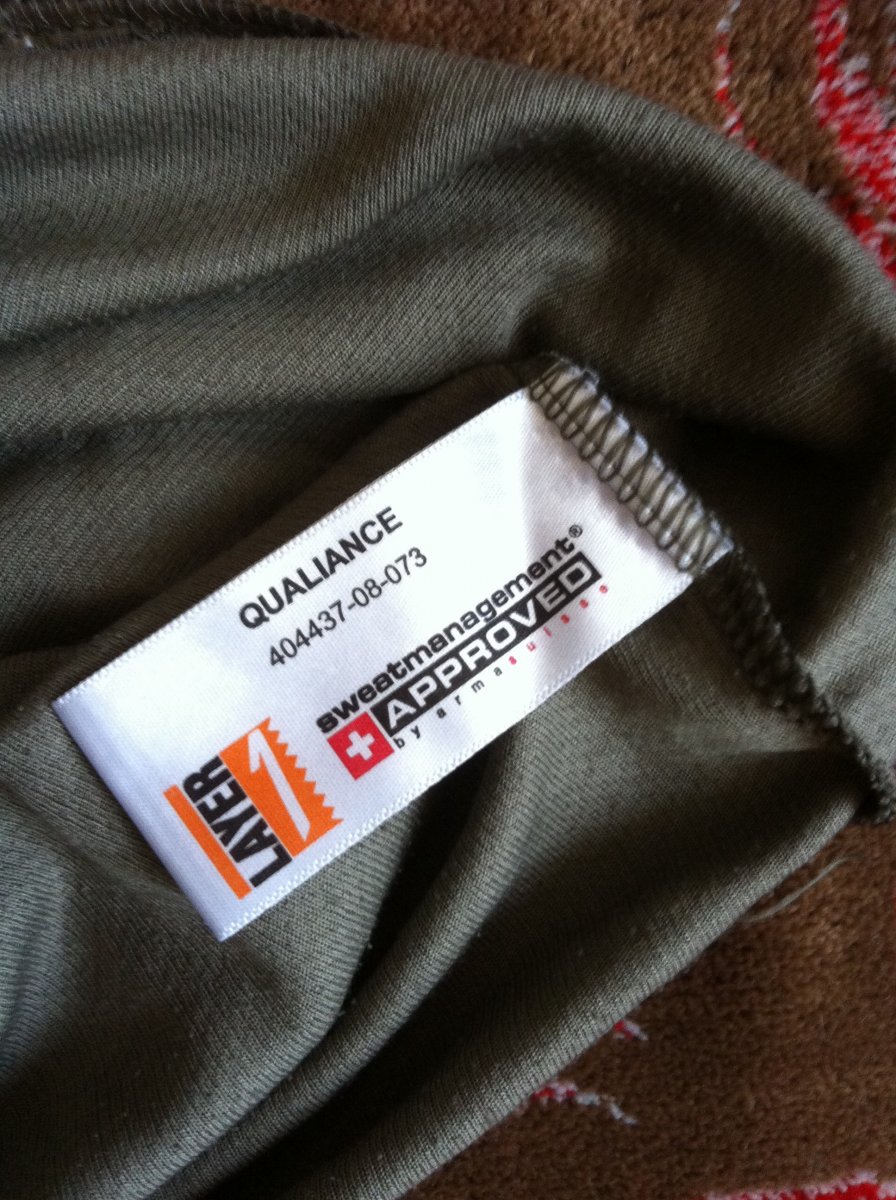 QUALIANCE
404437-08-073
sweatmanagement®
APPROVED
by armasuisse
LAYER 1